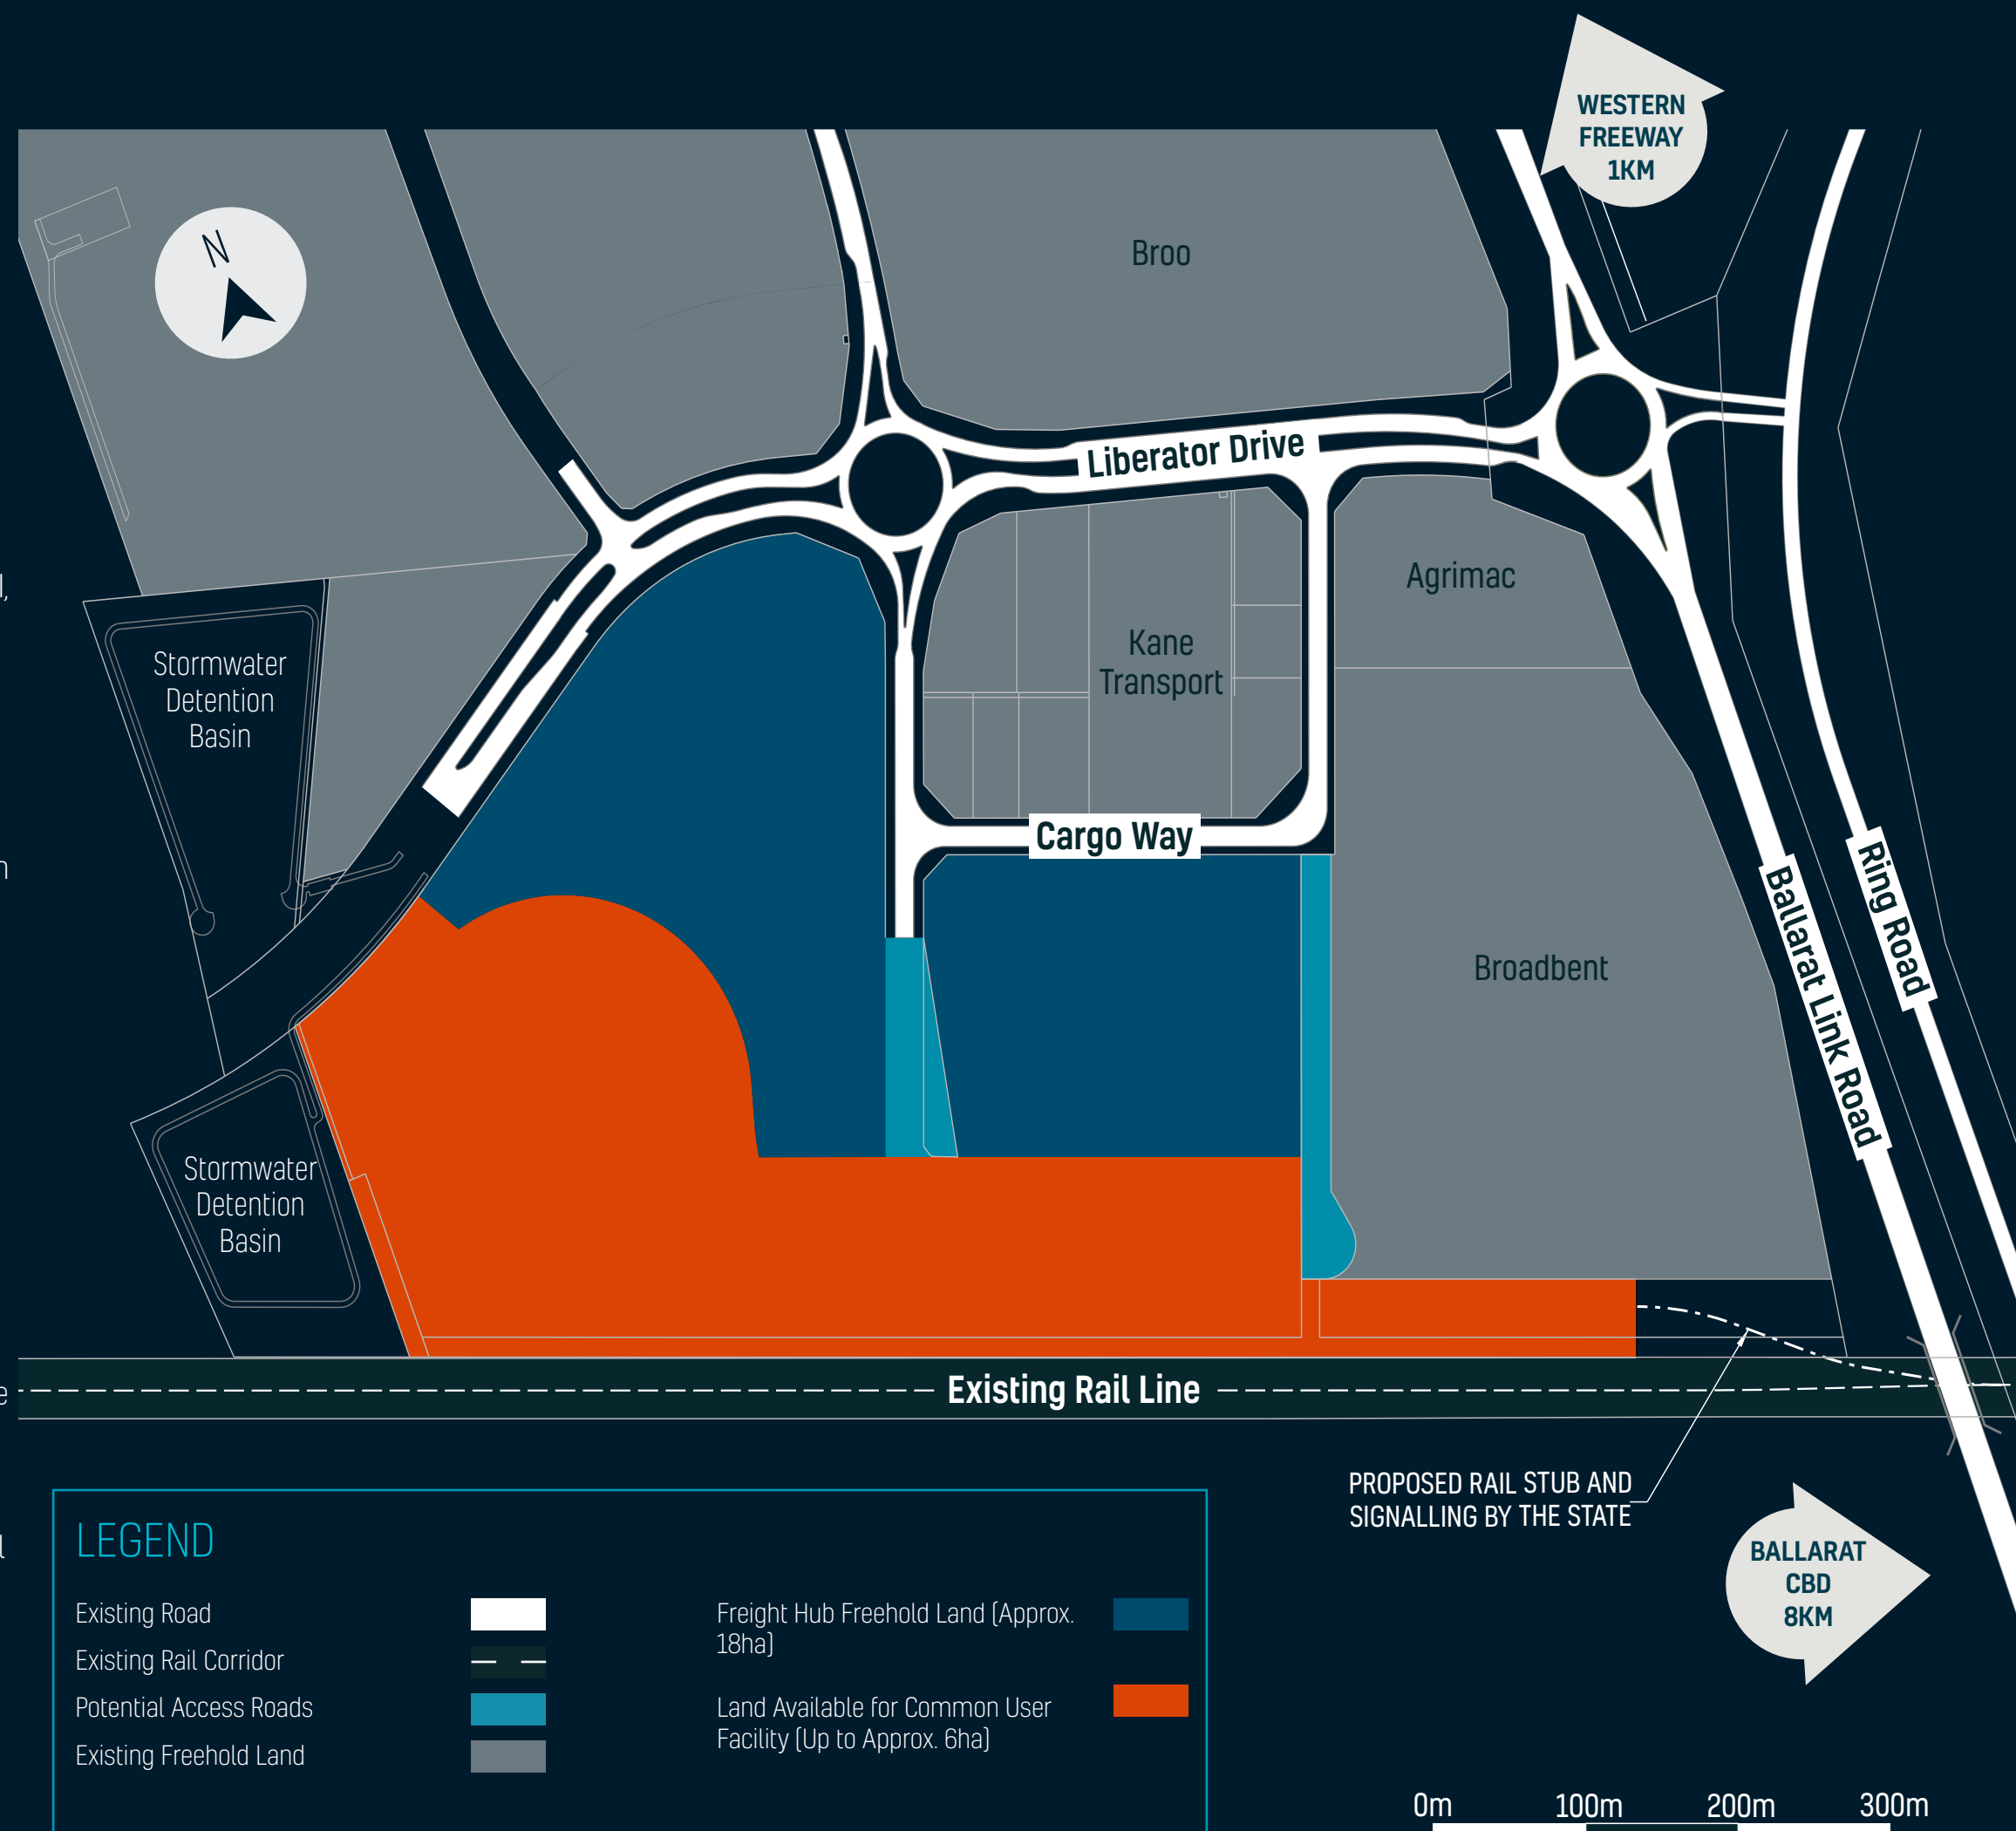 WESTERN
FREEWAY
1KM
N
Broo
Liberator Drive
Agrimac
Kane
Transport
Stormwater
Detention
Basin
Cargo Way
Ring Road
Ballarat Link Road
Broadbent
Stormwater
Detention
Basin
Existing Rail Line
PROPOSED RAIL STUB AND
SIGNALLING BY THE STATE
BALLARAT
CBD
8KM
LEGEND
Existing Road
Existing Rail Corridor
Potential Access Roads
Existing Freehold Land
Freight Hub Freehold Land (Approx.
18ha)
Land Available for Common User
Facility (Up to Approx. 6ha)
0m 100m 200m 300m